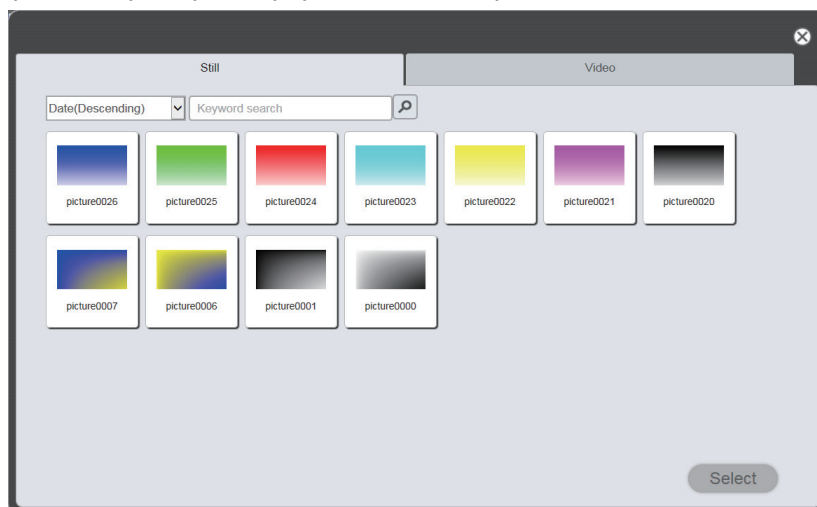 Still
Video
Date(Descending)
Keyword search
picture0026
picture0025
picture0024
picture0023
picture0022
picture0021
picture0020
picture0007
picture0006
picture0001
picture0000
Select